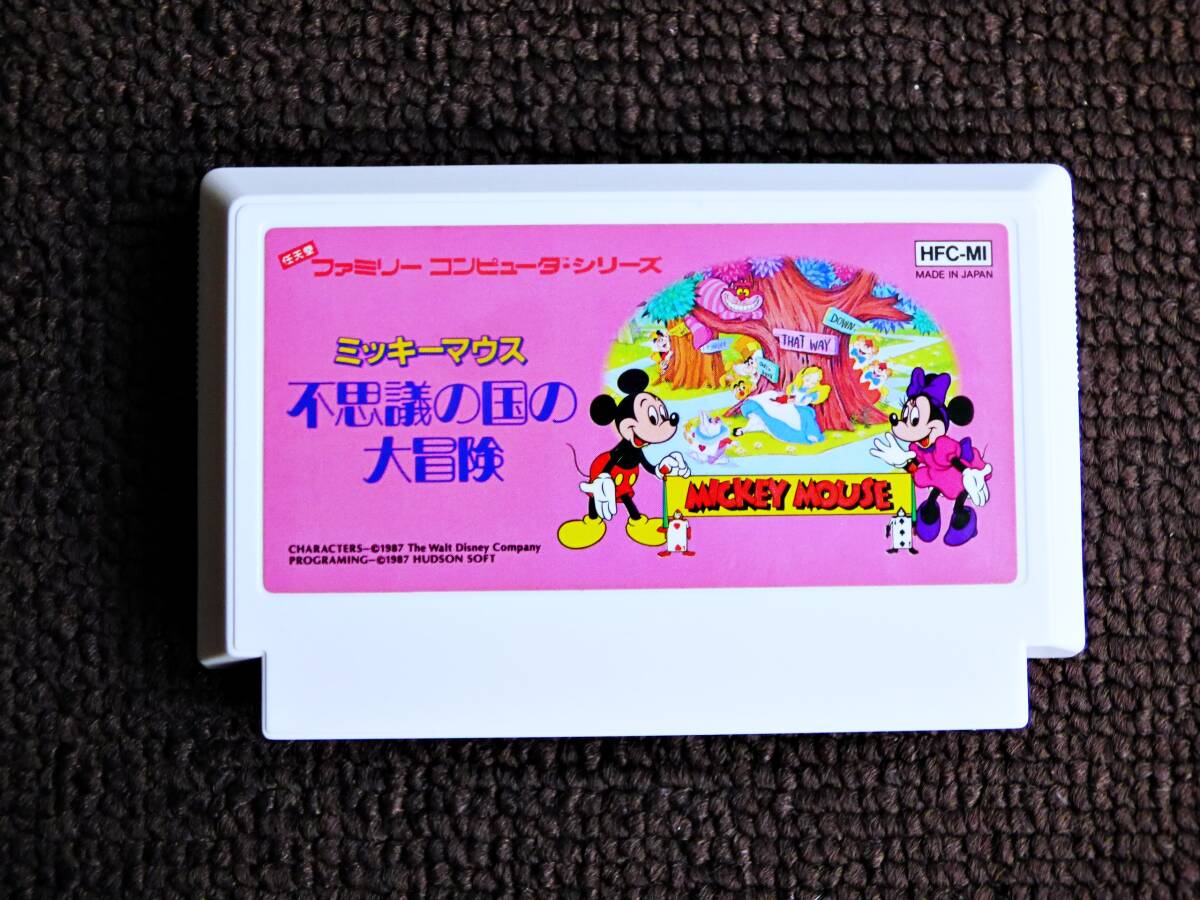 任天堂
ファミリー コンピュータ™シリーズ
HFC-MI
MADE IN JAPAN
ミッキーマウス
不思議の国の
大冒険
DOWN
THAT WAY
MICKEY MOUSE
CHARACTERS—©1987 The Walt Disney Company
PROGRAMING—©1987 HUDSON SOFT